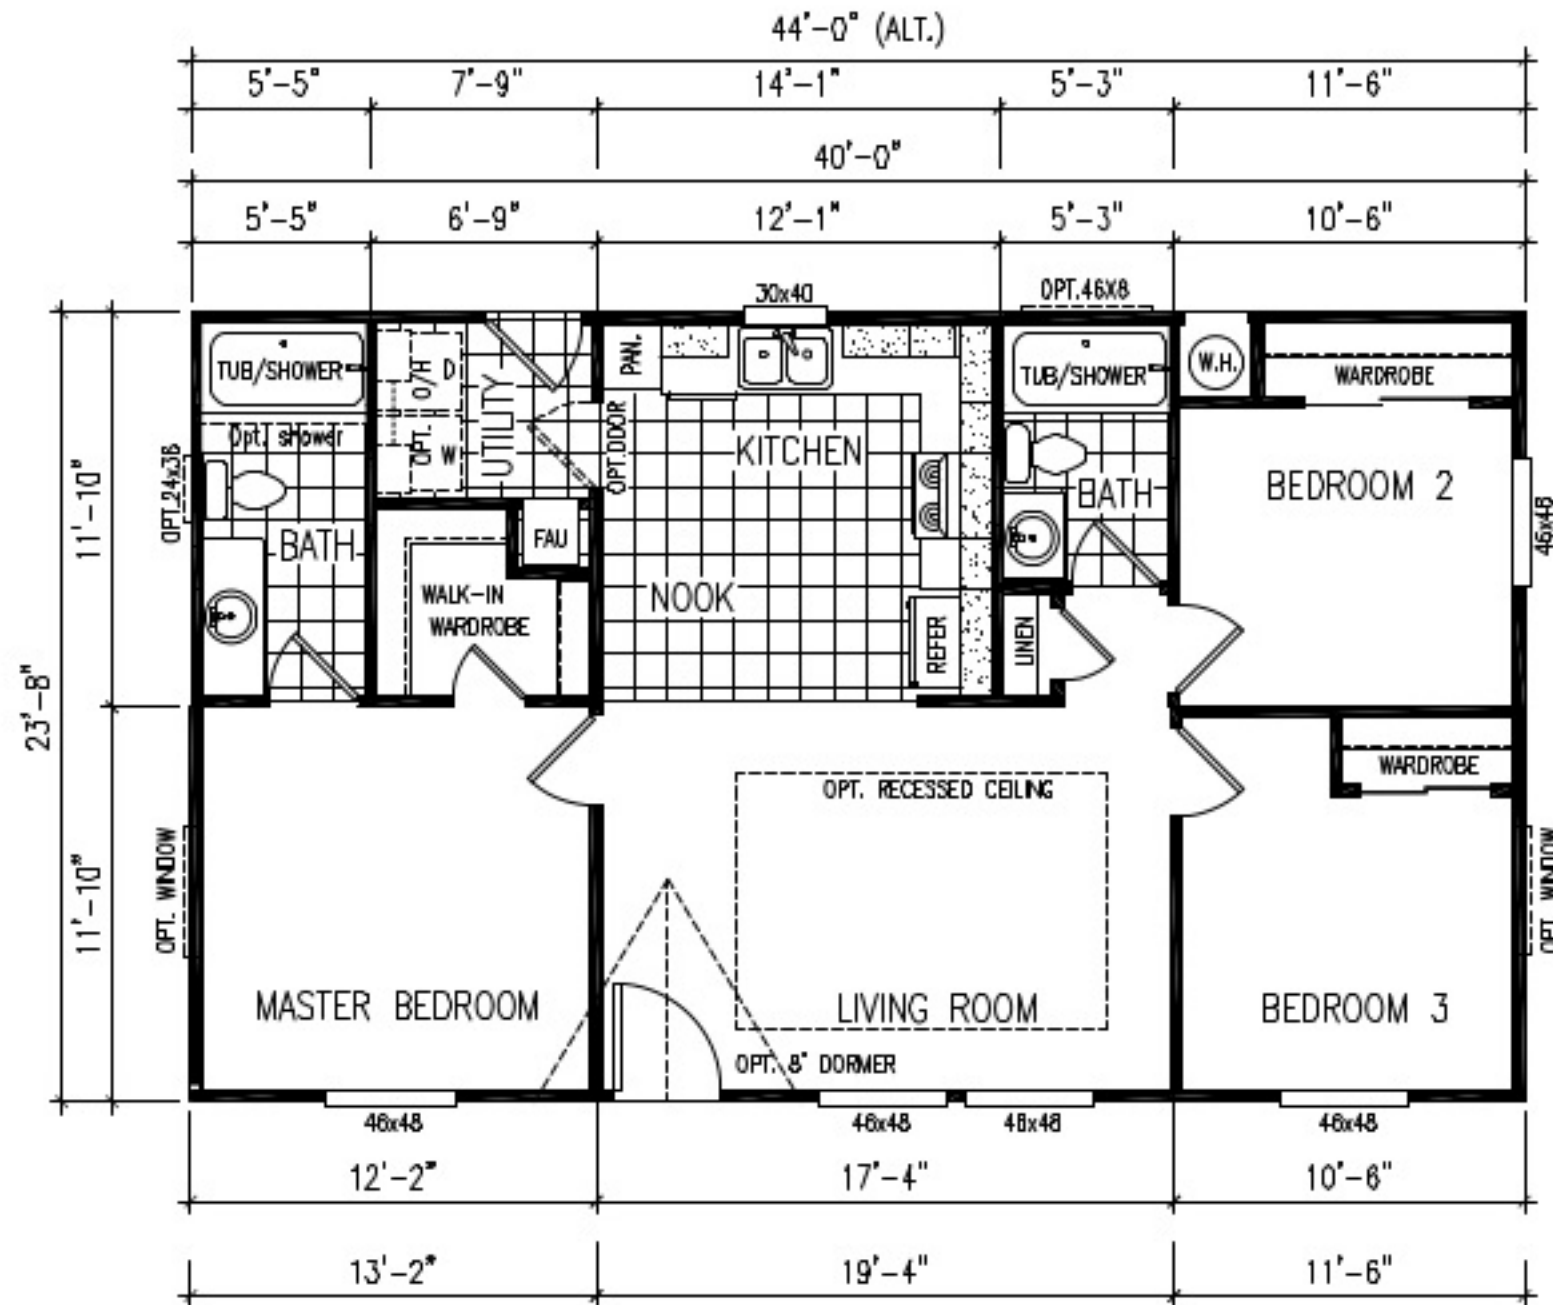 44'-0" (ALT.)
5'-5" 7'-9" 14'-1" 5'-3" 11'-6"
40'-0"
5'-5" 6'-9" 12'-1" 5'-3" 10'-6"
30x40
OPT.46X8
TUB/SHOWER
OPT. O/H
D
W
UTILITY
PAN.
OPT.DOOR
KITCHEN
TUB/SHOWER
W.H.
WARDROBE
Opt. sHower
OPT.24x36
BATH
FAU
WALK-IN
WARDROBE
NOOK
REFER
BATH
LINEN
BEDROOM 2
46x48
11'-10"
23'-8"
11'-10"
OPT. WINDOW
MASTER BEDROOM
OPT. RECESSED CEILING
LIVING ROOM
OPT. 8' DORMER
WARDROBE
BEDROOM 3
OPT. WINDOW
46x48 46x48 46x48 46x48
12'-2" 17'-4" 10'-6"
13'-2" 19'-4" 11'-6"